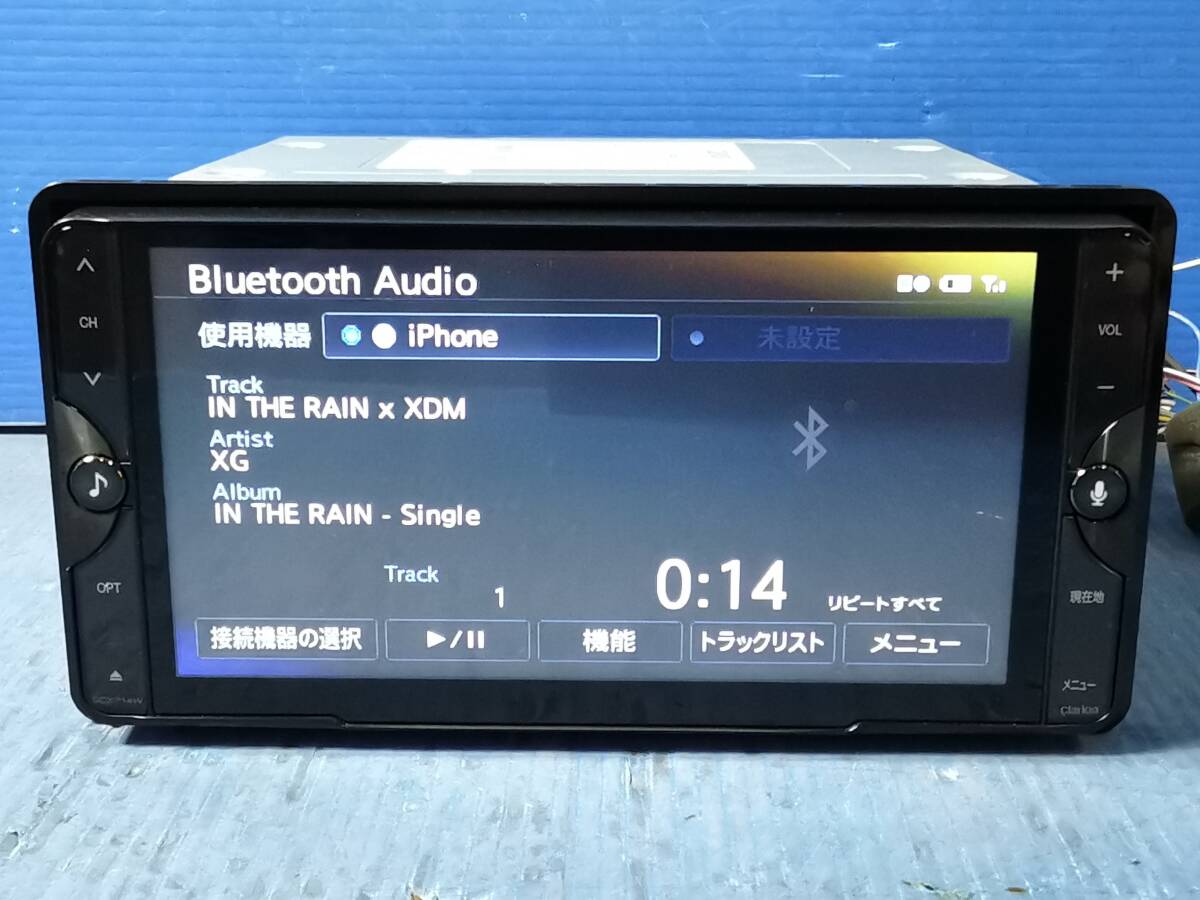 Bluetooth Audio
使用機器
iPhone
未設定
Track
IN THE RAIN x XDM
Artist
XG
Album
IN THE RAIN - Single
Track
1
0:14
リピートすべて
接続機器の選択
▶/II
機能
トラックリスト
メニュー
CH
OPT
+
VOL
−
現在地
メニュー
Clarion